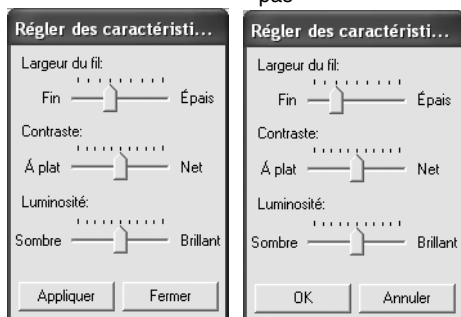 pas
Régler des caractéristi...
Largeur du fil:
Fin Épais
Contraste:
Á plat Net
Luminosité:
Sombre Brillant
Appliquer Fermer
Régler des caractéristi...
Largeur du fil:
Fin Épais
Contraste:
Á plat Net
Luminosité:
Sombre Brillant
OK Annuler